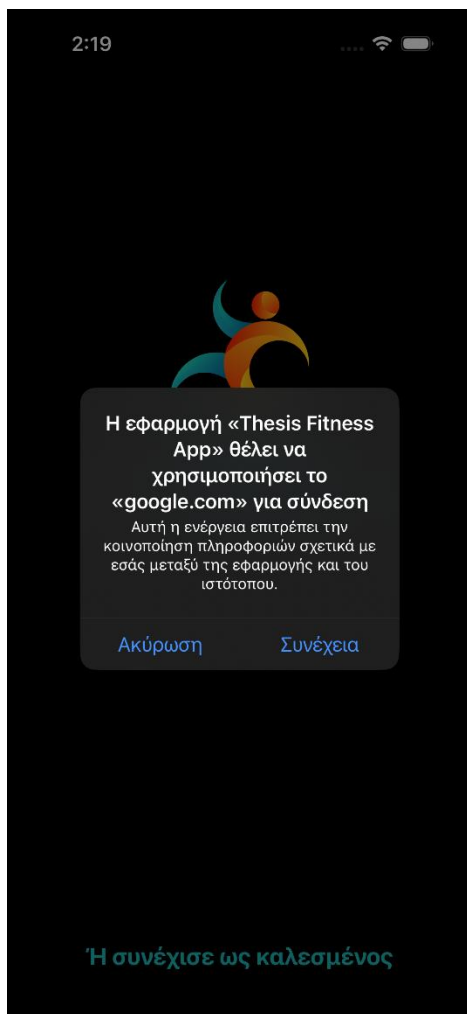 2:19
Η εφαρμογή «Thesis Fitness
App» θέλει να
χρησιμοποιήσει το
«google.com» για σύνδεση
Αυτή η ενέργεια επιτρέπει την
κοινοποίηση πληροφοριών σχετικά με
εσάς μεταξύ της εφαρμογής και του
ιστότοπου.
Ακύρωση Συνέχεια
Ή συνέχισε ως καλεσμένος